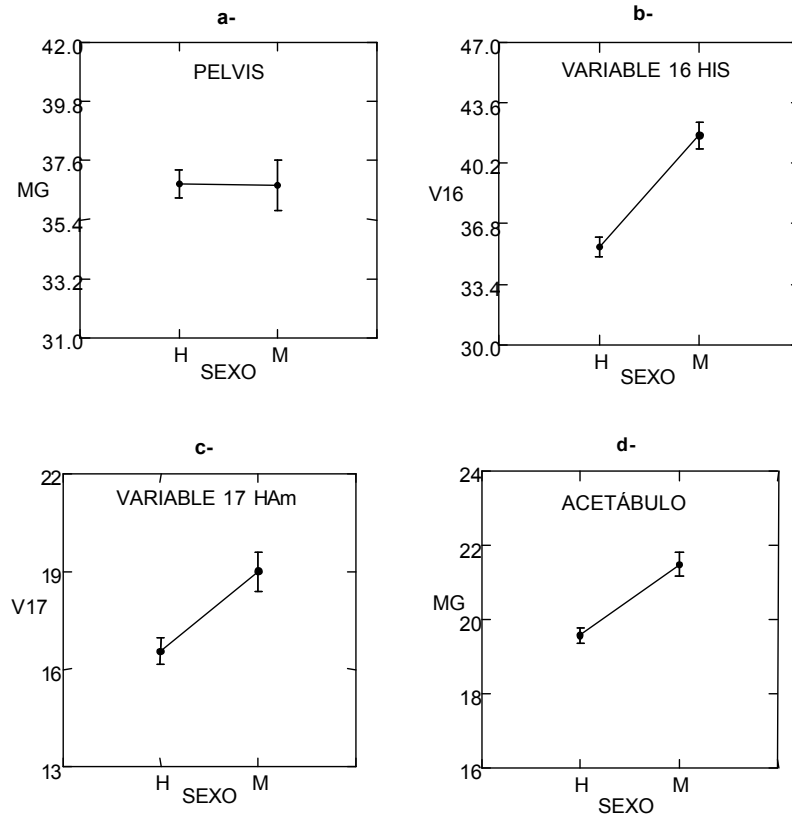 a-
42.0
PELVIS
39.8
37.6
MG
35.4
33.2
31.0
H M
SEXO
b-
47.0
VARIABLE 16 HIS
43.6
40.2
V16
36.8
33.4
30.0
H M
SEXO
c-
22
VARIABLE 17 HAm
19
V17
16
13
H M
SEXO
d-
24
ACETÁBULO
22
MG
20
18
16
H M
SEXO